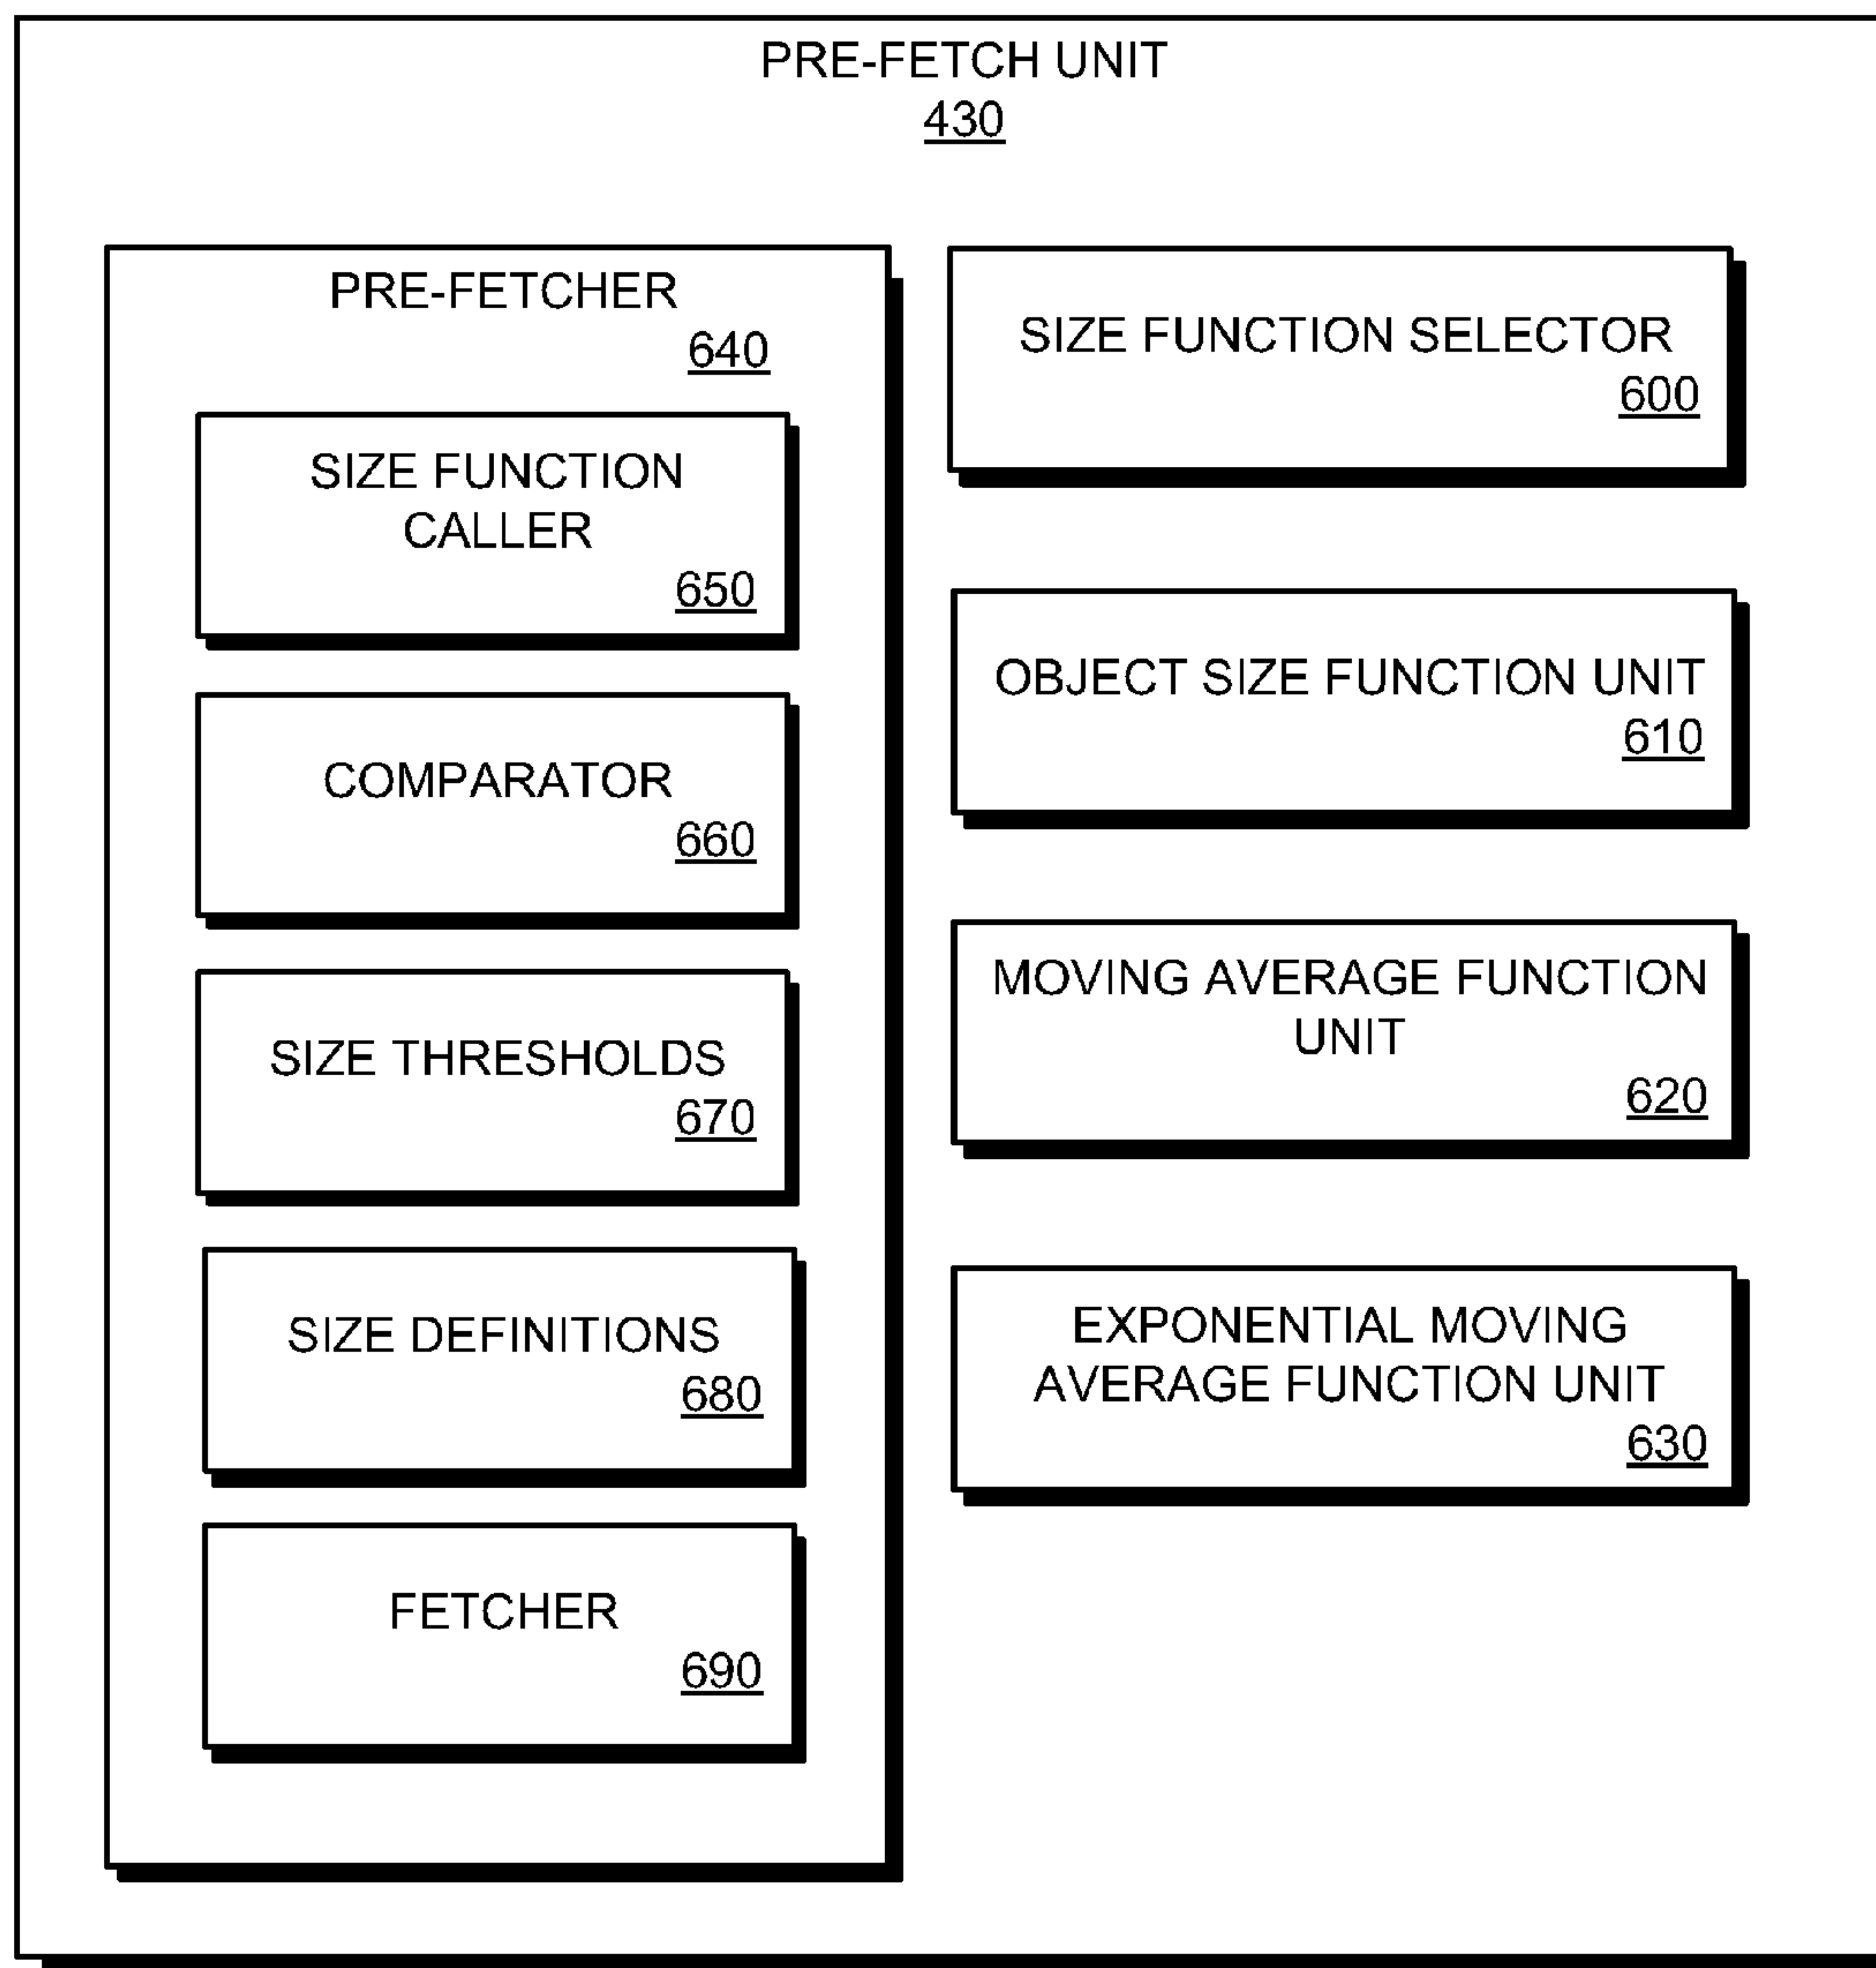 PRE-FETCH UNIT
430
PRE-FETCHER
640
SIZE FUNCTION
CALLER
650
COMPARATOR
660
SIZE THRESHOLDS
670
SIZE DEFINITIONS
680
FETCHER
690
SIZE FUNCTION SELECTOR
600
OBJECT SIZE FUNCTION UNIT
610
MOVING AVERAGE FUNCTION
UNIT
620
EXPONENTIAL MOVING
AVERAGE FUNCTION UNIT
630